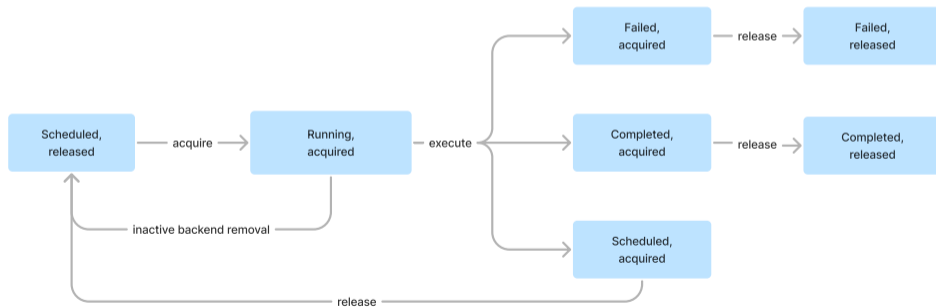 Failed,
acquired
release
Failed,
released
Scheduled,
released
acquire
Running,
acquired
execute
Completed,
acquired
release
Completed,
released
inactive backend removal
Scheduled,
acquired
release